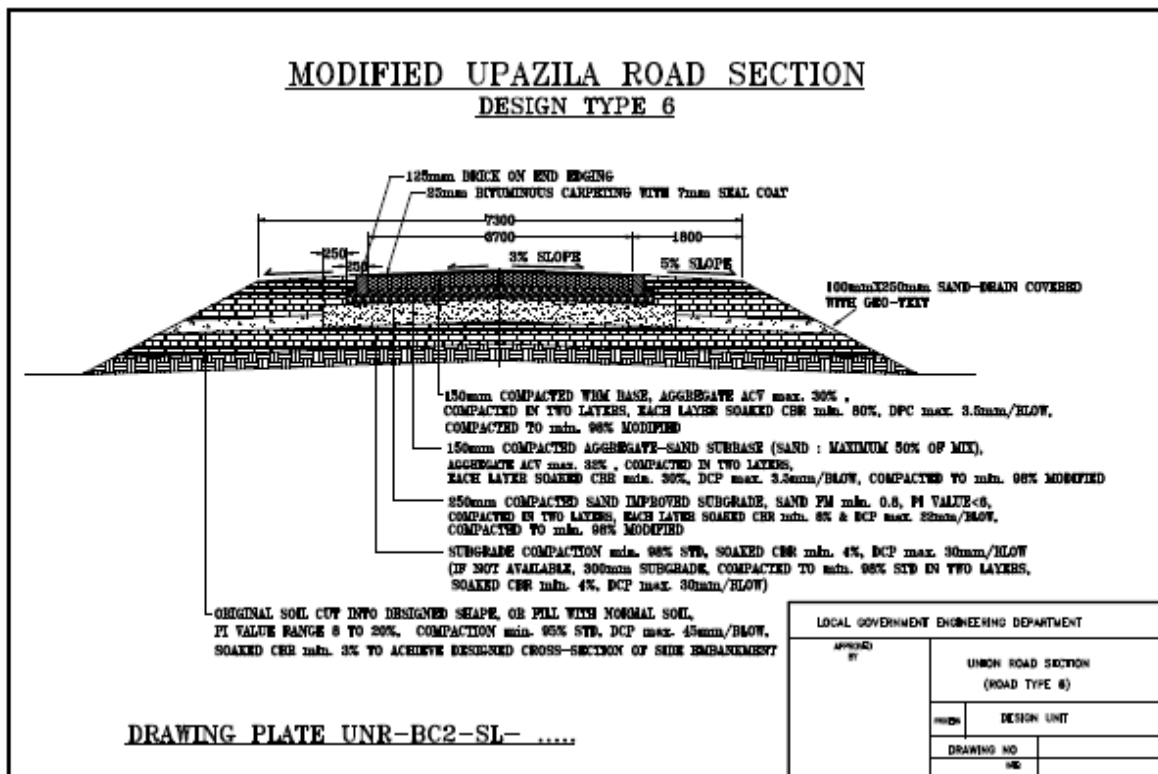 MODIFIED UPAZILA ROAD SECTION
DESIGN TYPE 6
125mm BRICK ON END EDGING
25mm BITUMINOUS CARPETING WITH 7mm SEAL COAT
7300
3700
1800
250
250
3% SLOPE
5% SLOPE
100mmX250mm SAND-DRAIN COVERED
WITH GEO-TEXT
150mm COMPACTED WBM BASE, AGGREGATE ACV max. 30% ,
COMPACTED IN TWO LAYERS, EACH LAYER SOAKED CBR min. 80%, DPC max. 3.5mm/BLOW,
COMPACTED TO min. 98% MODIFIED
150mm COMPACTED AGGREGATE-SAND SUBBASE (SAND : MAXIMUM 50% OF MIX),
AGGREGATE ACV max. 32% , COMPACTED IN TWO LAYERS,
EACH LAYER SOAKED CBR min. 30%, DCP max. 3.5mm/BLOW, COMPACTED TO min. 98% MODIFIED
250mm COMPACTED SAND IMPROVED SUBGRADE, SAND FM min. 0.8, PI VALUE<6,
COMPACTED IN TWO LAYERS, EACH LAYER SOAKED CBR min. 8% & DCP max. 22mm/BLOW,
COMPACTED TO min. 98% MODIFIED
SUBGRADE COMPACTION min. 98% STD, SOAKED CBR min. 4%, DCP max. 30mm/BLOW
(IF NOT AVAILABLE, 300mm SUBGRADE, COMPACTED TO min. 98% STD IN TWO LAYERS,
SOAKED CBR min. 4%, DCP max. 30mm/BLOW)
ORIGINAL SOIL CUT INTO DESIGNED SHAPE, OR FILL WITH NORMAL SOIL,
PI VALUE RANGE 8 TO 20%, COMPACTION min. 95% STD, DCP max. 45mm/BLOW,
SOAKED CBR min. 3% TO ACHIEVE DESIGNED CROSS-SECTION OF SIDE EMBANKMENT
LOCAL GOVERNMENT ENGINEERING DEPARTMENT
APPROVED
BY
UNION ROAD SECTION
(ROAD TYPE 6)
DESIGN UNIT
DRAWING NO
DRAWING PLATE UNR-BC2-SL- .....